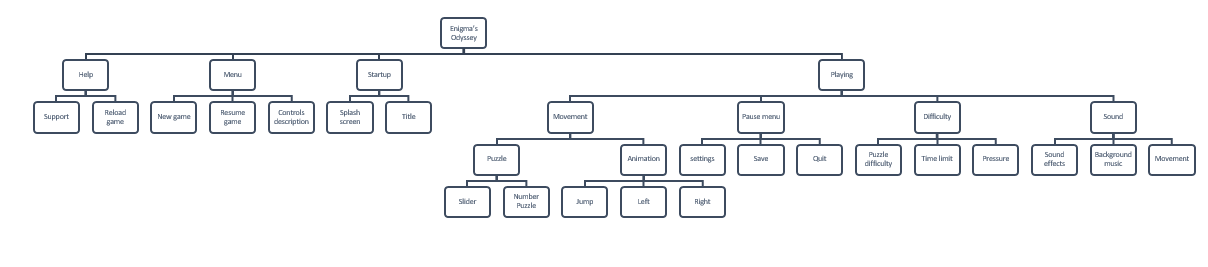 Enigma's
Odyssey
Help
Menu
Startup
Playing
Support
Reload
game
New game
Resume
game
Controls
description
Splash
screen
Title
Movement
Pause menu
Difficulty
Sound
Puzzle
Animation
settings
Save
Quit
Puzzle
difficulty
Time limit
Pressure
Sound
effects
Background
music
Movement
Slider
Number
Puzzle
Jump
Left
Right